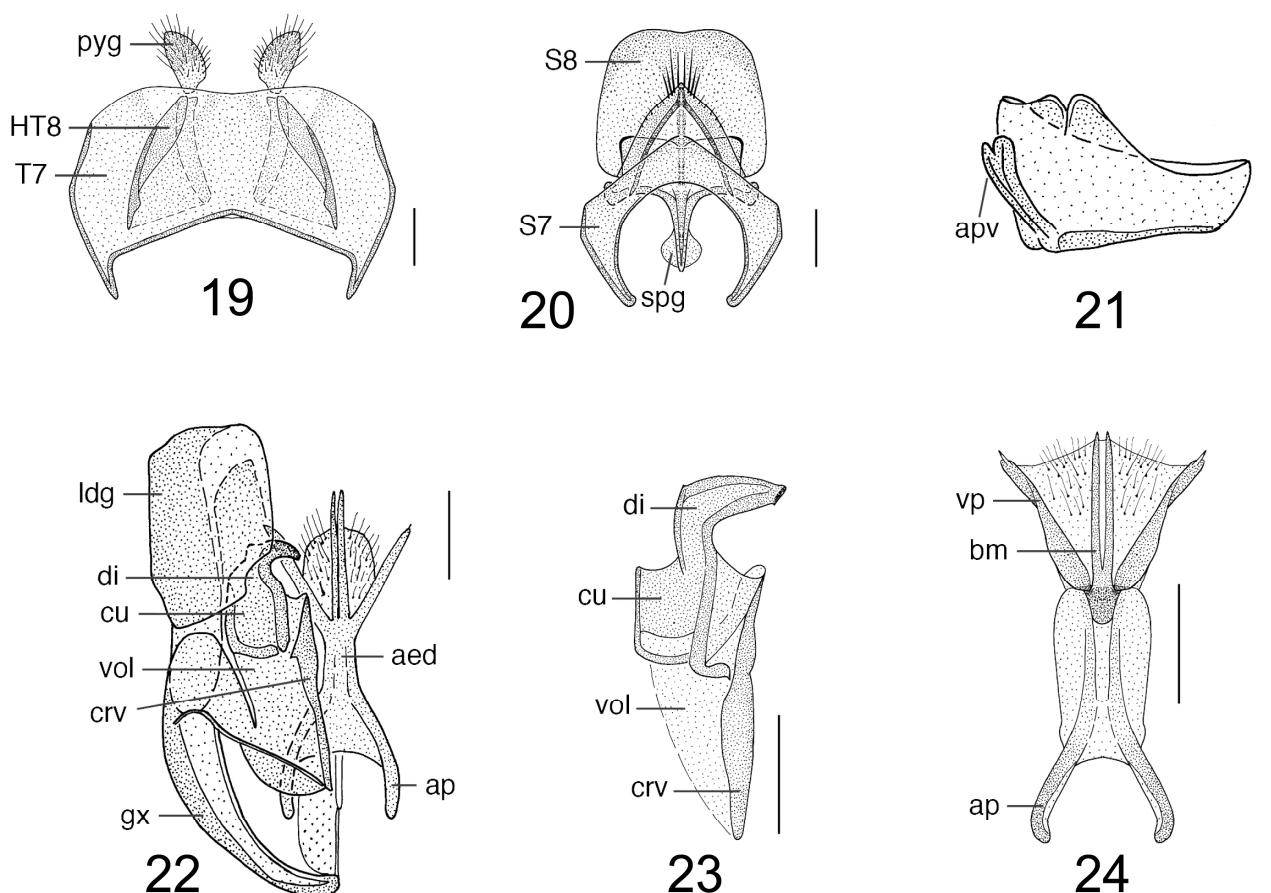 pyg
HT8
T7
19
S8
S7
spg
20
apv
21
ldg
di
cu
vol
crv
gx
aed
ap
22
di
cu
vol
crv
23
vp
bm
ap
24